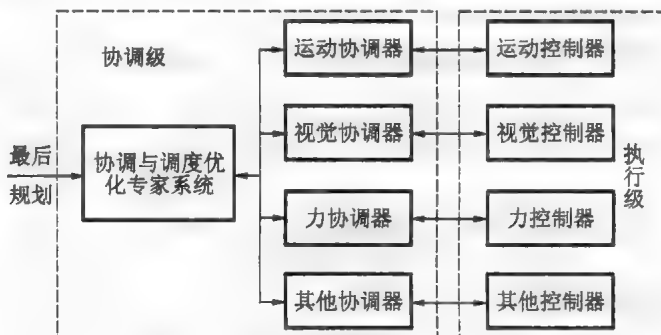 协调级
运动协调器
运动控制器
视觉协调器
视觉控制器
最后
规划
协调与调度优
化专家系统
执行级
力协调器
力控制器
其他协调器
其他控制器